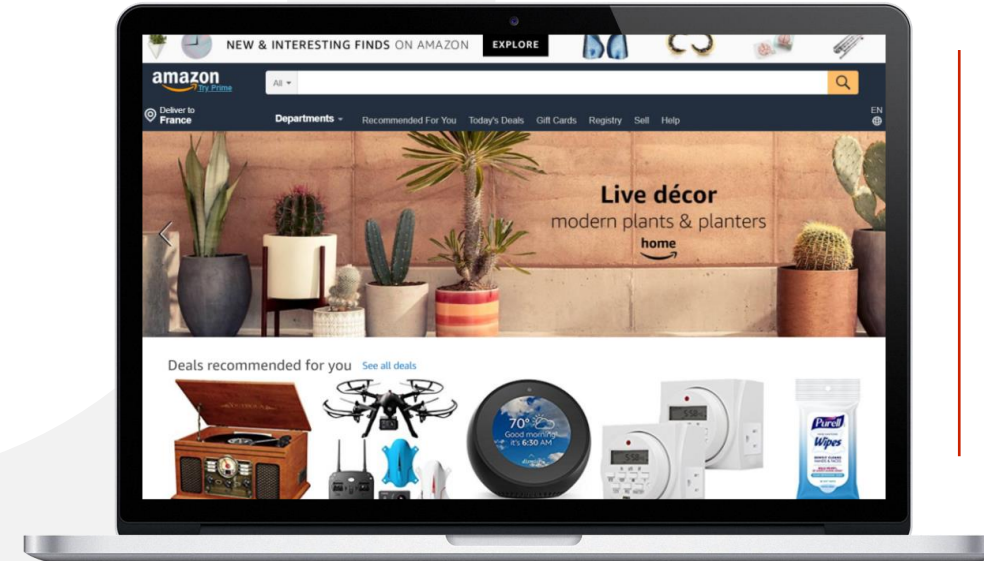 NEW & INTERESTING FINDS ON AMAZON EXPLORE
amazon
Try Prime
All
Deliver to
France
Departments Recommended For You Today's Deals Gift Cards Registry Sell Help
EN
Live décor
modern plants & planters
home
Deals recommended for you See all deals
70°
Good morning!
it's 6:30 AM
Purell
Wipes